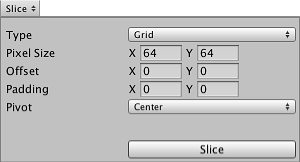 Slice
Type Grid
Pixel Size X 64 Y 64
Offset X 0 Y 0
Padding X 0 Y 0
Pivot Center
Slice